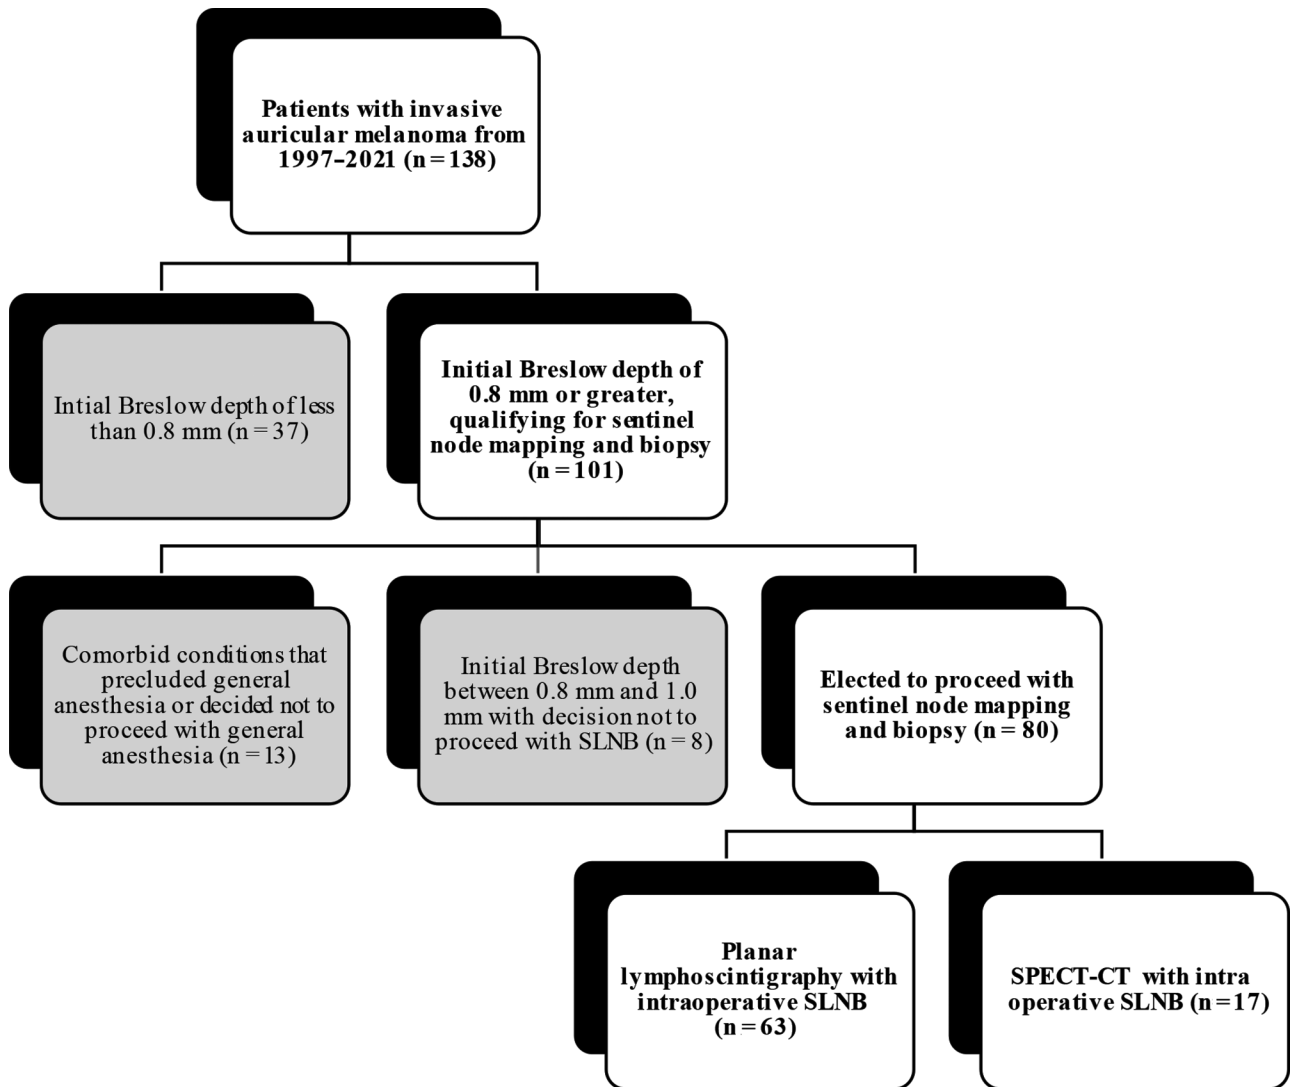 Patients with invasive
auricular melanoma from
1997–2021 (n = 138)
Intial Breslow depth of less
than 0.8 mm (n = 37)
Initial Breslow depth of
0.8 mm or greater,
qualifying for sentinel
node mapping and biopsy
(n = 101)
Comorbid conditions that
precluded general
anesthesia or decided not to
proceed with general
anesthesia (n = 13)
Initial Breslow depth
between 0.8 mm and 1.0
mm with decision not to
proceed with SLNB (n = 8)
Elected to proceed with
sentinel node mapping
and biopsy (n = 80)
Planar
lymphoscintigraphy with
intraoperative SLNB
(n = 63)
SPECT-CT with intra
operative SLNB (n = 17)